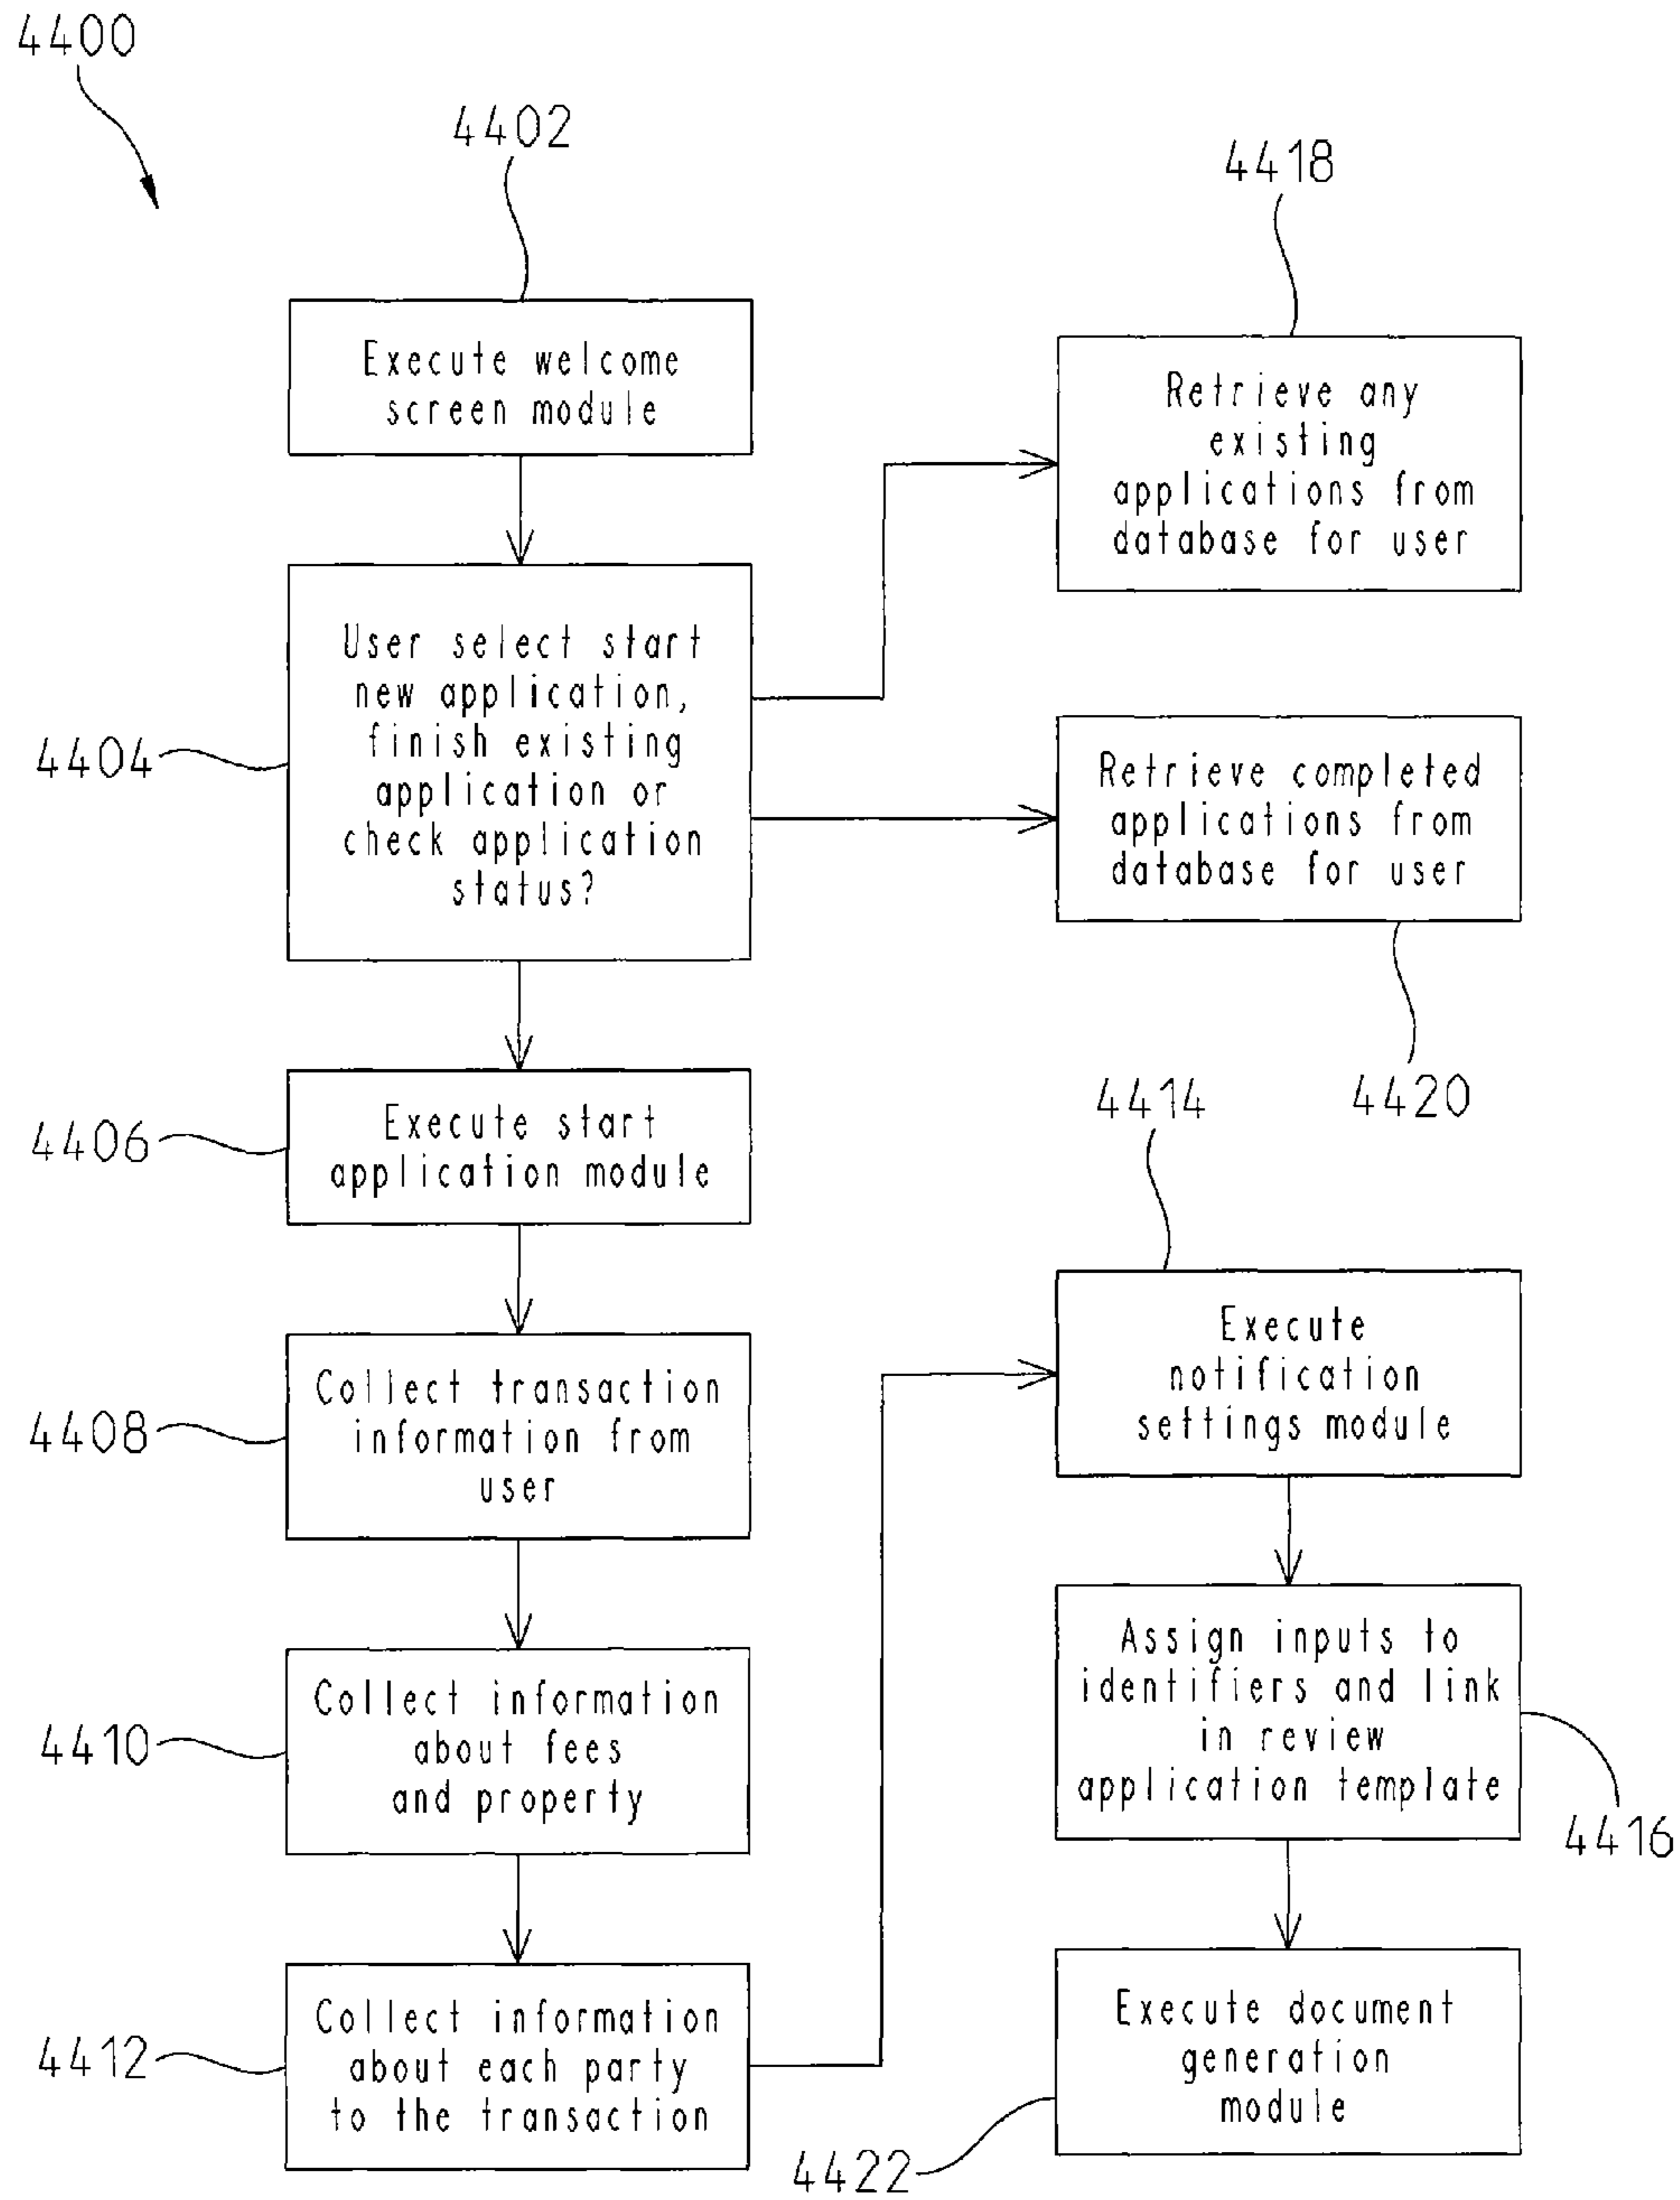 4400
4402
Execute welcome
screen module
4418
Retrieve any
existing
applications from
database for user
4404
User select start
new application,
finish existing
application or
check application
status?
Retrieve completed
applications from
database for user
4420
4406
Execute start
application module
4408
Collect transaction
information from
user
4410
Collect information
about fees
and property
4412
Collect information
about each party
to the transaction
4414
Execute
notification
settings module
Assign inputs to
identifiers and link
in review
application template
4416
Execute document
generation
module
4422